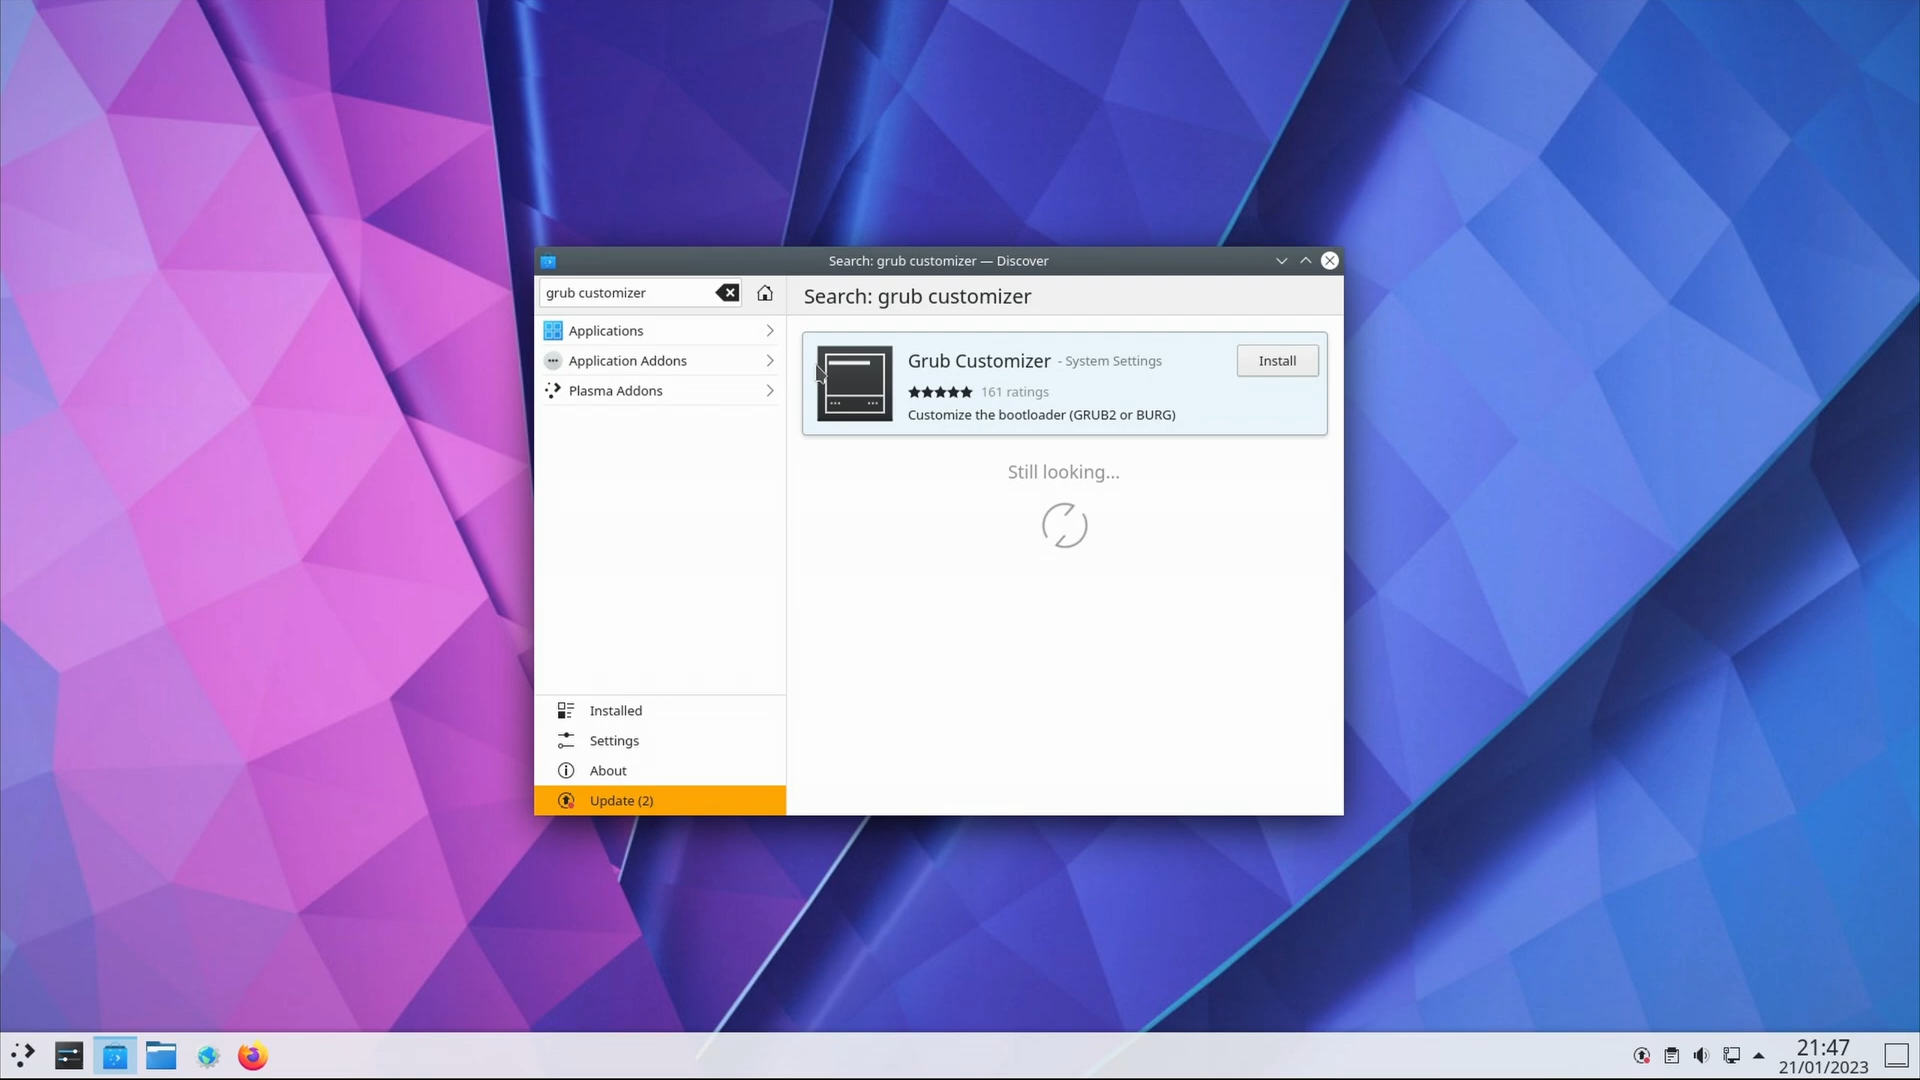 Search: grub customizer — Discover
grub customizer
Search: grub customizer
Applications
Application Addons
Plasma Addons
Grub Customizer - System Settings
Install
161 ratings
Customize the bootloader (GRUB2 or BURG)
Still looking...
Installed
Settings
About
Update (2)
21:47
21/01/2023